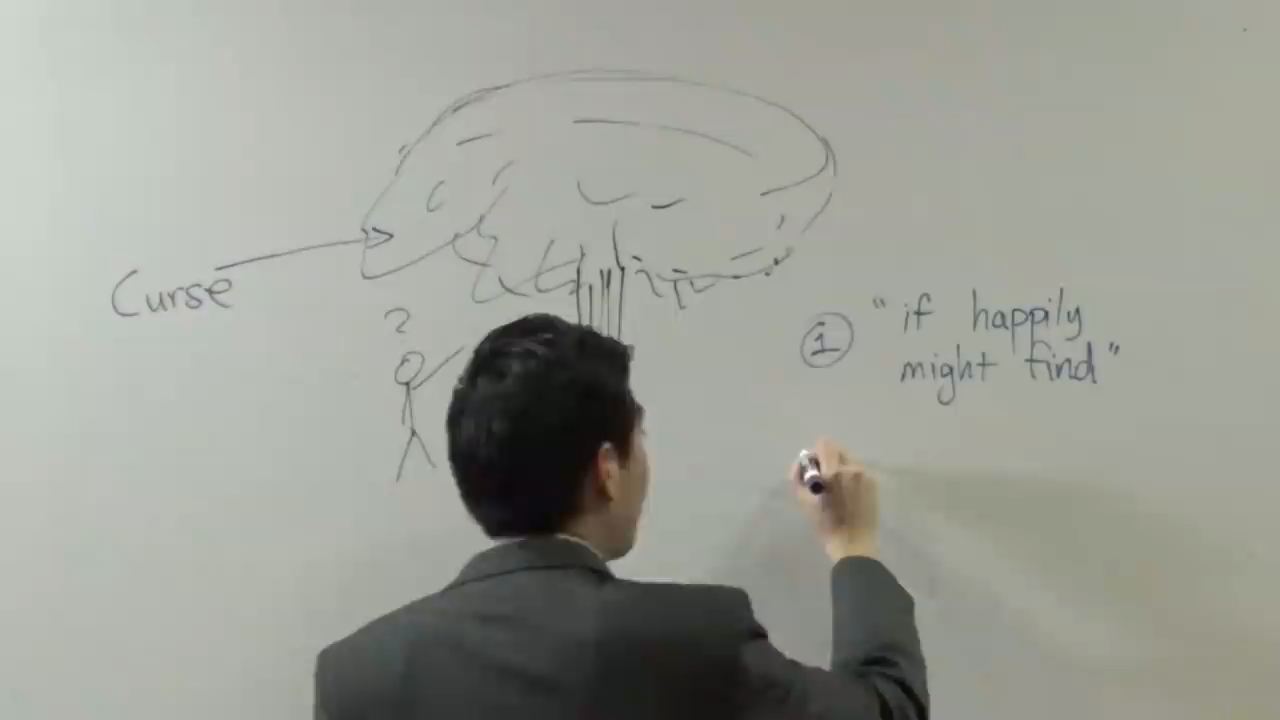 Curse
?
① "if happily
might find"